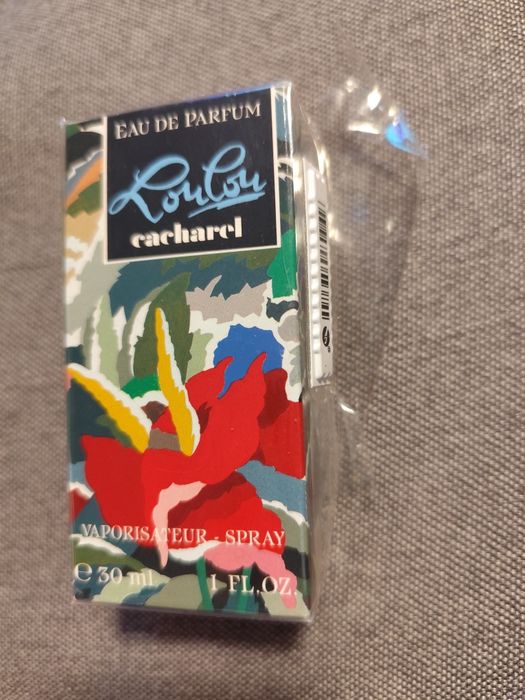 EAU DE PARFUM
LouLou
cacharel
VAPORISATEUR - SPRAY
℮ 30 ml 1 FL.OZ.